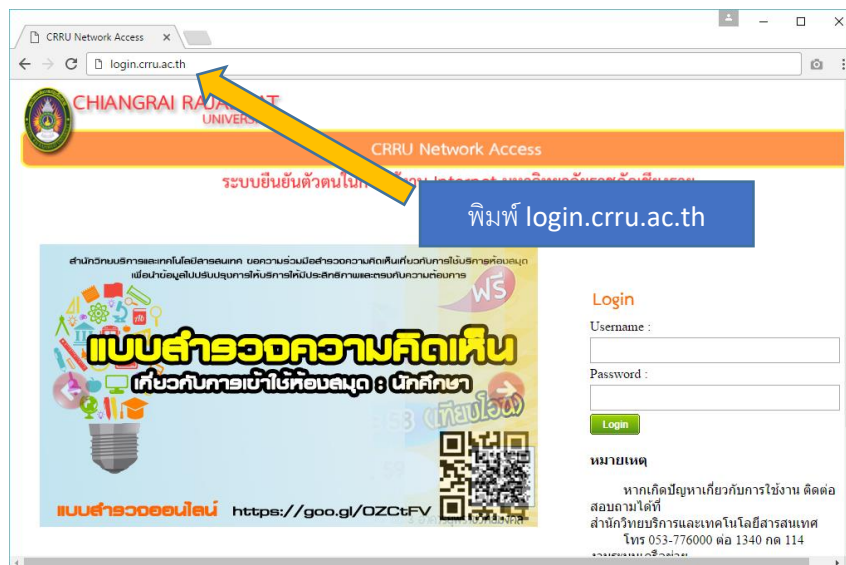 CRRU Network Access
login.crru.ac.th
CHIANGRAI
CRRU Network Access
ระบบยืนยันตัวตนใน
พิมพ์ login.crru.ac.th
สำนักวิทยบริการและเทคโนโลยีสารสนเทศ ขอความร่วมมือสำรวจความคิดเห็นเกี่ยวกับการใช้บริการห้องสมุด
เพื่อนำข้อมูลไปปรับปรุงการให้บริการให้มีประสิทธิภาพและตรงกับความต้องการ
ฟรี
แบบสำรวจความคิดเห็น
เกี่ยวกับการเข้าใช้ห้องสมุด : นักศึกษา
(เทียบโอน)
59
แบบสำรวจออนไลน์ https://goo.gl/OZCtFV
Login
Username :
Password :
Login
หมายเหตุ
หากเกิดปัญหาเกี่ยวกับการใช้งาน ติดต่อ
สอบถามได้ที่
สำนักวิทยบริการและเทคโนโลยีสารสนเทศ
โทร 053-776000 ต่อ 1340 กด 114